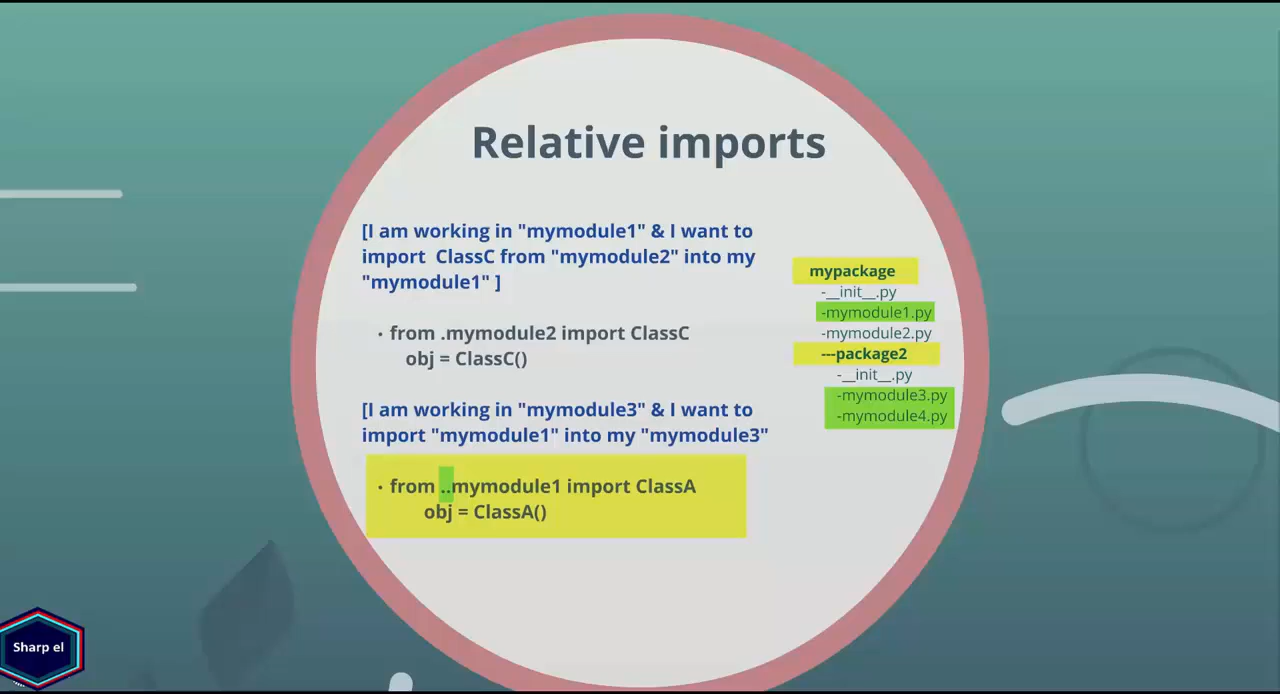 Relative imports
[I am working in "mymodule1" & I want to
import ClassC from "mymodule2" into my
"mymodule1" ]
· from .mymodule2 import ClassC
obj = ClassC()
[I am working in "mymodule3" & I want to
import "mymodule1" into my "mymodule3"
· from ..mymodule1 import ClassA
obj = ClassA()
mypackage
-__init__.py
-mymodule1.py
-mymodule2.py
---package2
-__init__.py
-mymodule3.py
-mymodule4.py
Sharp el